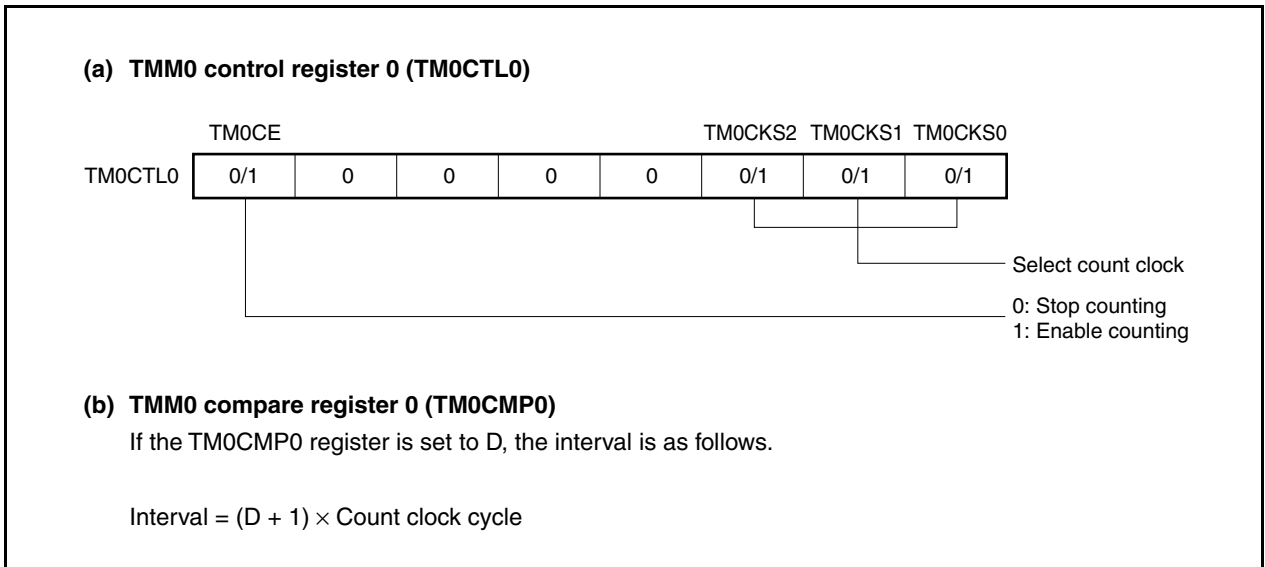 (a) TMM0 control register 0 (TM0CTL0)
TM0CE TM0CKS2 TM0CKS1 TM0CKS0
TM0CTL0 0/1 0 0 0 0 0/1 0/1 0/1
Select count clock
0: Stop counting
1: Enable counting
(b) TMM0 compare register 0 (TM0CMP0)
If the TM0CMP0 register is set to D, the interval is as follows.
Interval = (D + 1) × Count clock cycle